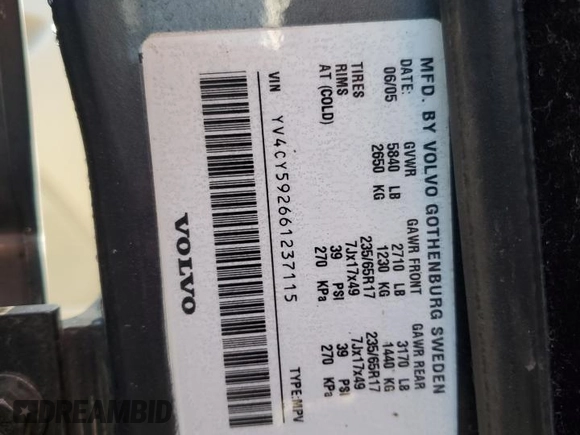 MFD. BY VOLVO GOTHENBURG SWEDEN
DATE: GVWR GAWR FRONT GAWR REAR
06/05 5840 LB 2710 LB 3170 LB
2650 KG 1230 KG 1440 KG
TIRES 235/65R17 235/65R17
RIMS 7Jx17x49 7Jx17x49
AT (COLD) 39 PSI 39 PSI
270 KPa 270 KPa
VIN YV4CY592661237115 TYPE:MPV
VOLVO
DREAMBID